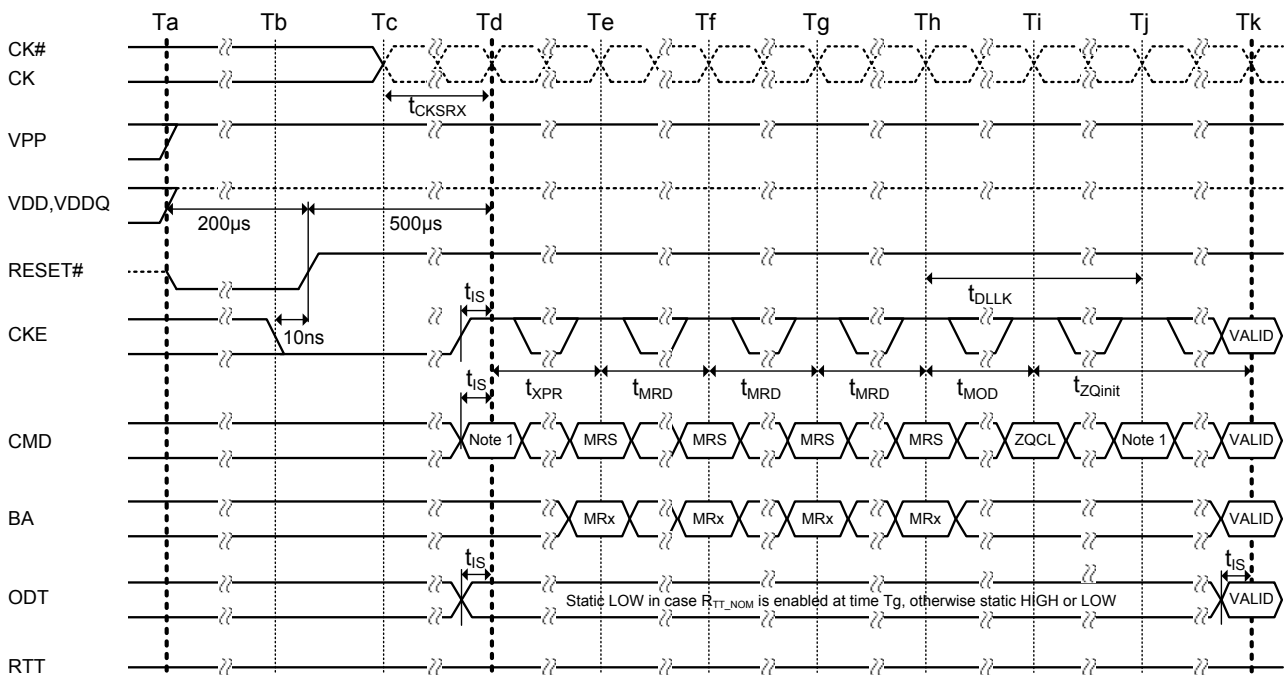 Ta Tb Tc Td Te Tf Tg Th Ti Tj Tk
CK#
CK
tCKSRX
VPP
VDD,VDDQ
200µs 500µs
RESET#
tIS tDLLK
CKE 10ns VALID
tIS tXPR tMRD tMRD tMRD tMOD tZQinit
CMD Note 1 MRS MRS MRS MRS ZQCL Note 1 VALID
BA MRx MRx MRx MRx VALID
tIS tIS
ODT Static LOW in case RTT_NOM is enabled at time Tg, otherwise static HIGH or LOW VALID
RTT